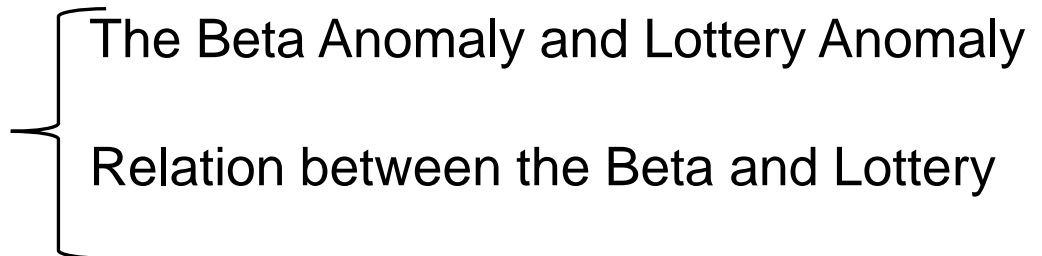 The Beta Anomaly and Lottery Anomaly
Relation between the Beta and Lottery